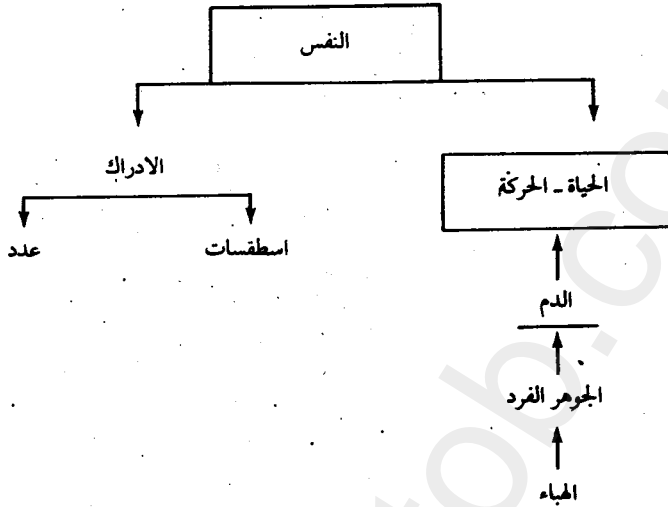 النفس
الادراك
الحياة - الحركة
اسطقسات
عدد
الدم
الجوهر الفرد
الهباء